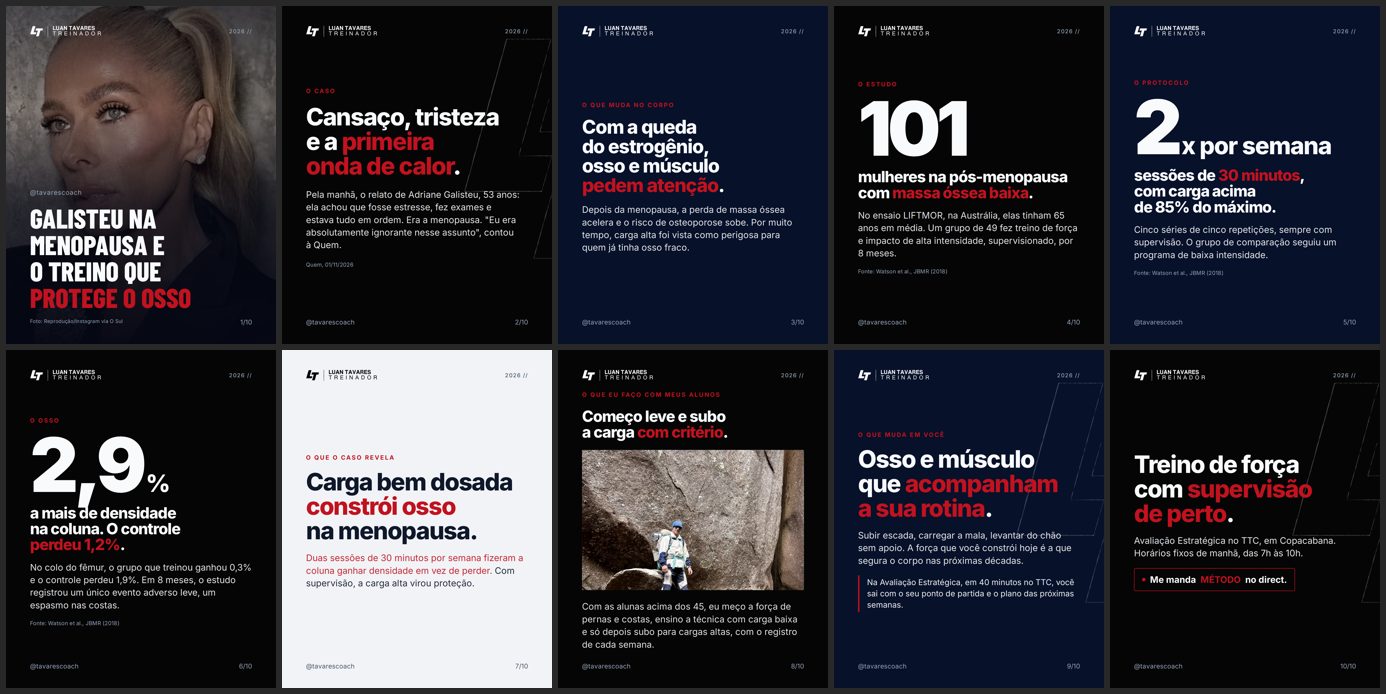 LT | LUAN TAVARES
TREINADOR
2026 //
@tavarescoach
GALISTEU NA
MENOPAUSA E
O TREINO QUE
PROTEGE O OSSO
Foto: Reprodução/Instagram via O Sul
1/10
LT | LUAN TAVARES
TREINADOR
2026 //
O CASO
Cansaço, tristeza
e a primeira
onda de calor.
Pela manhã, o relato de Adriane Galisteu, 53 anos:
ela achou que fosse estresse, fez exames e
estava tudo em ordem. Era a menopausa. "Eu era
absolutamente ignorante nesse assunto", contou
à Quem.
Quem, 01/11/2026
@tavarescoach
2/10
LT | LUAN TAVARES
TREINADOR
2026 //
O QUE MUDA NO CORPO
Com a queda
do estrogênio,
osso e músculo
pedem atenção.
Depois da menopausa, a perda de massa óssea
acelera e o risco de osteoporose sobe. Por muito
tempo, carga alta foi vista como perigosa para
quem já tinha osso fraco.
@tavarescoach
3/10
LT | LUAN TAVARES
TREINADOR
2026 //
O ESTUDO
101
mulheres na pós-menopausa
com massa óssea baixa.
No ensaio LIFTMOR, na Austrália, elas tinham 65
anos em média. Um grupo de 49 fez treino de força
e impacto de alta intensidade, supervisionado, por
8 meses.
Fonte: Watson et al., JBMR (2018)
@tavarescoach
4/10
LT | LUAN TAVARES
TREINADOR
2026 //
O PROTOCOLO
2x por semana
sessões de 30 minutos,
com carga acima
de 85% do máximo.
Cinco séries de cinco repetições, sempre com
supervisão. O grupo de comparação seguiu um
programa de baixa intensidade.
Fonte: Watson et al., JBMR (2018)
@tavarescoach
5/10
LT | LUAN TAVARES
TREINADOR
2026 //
O OSSO
2,9%
a mais de densidade
na coluna. O controle
perdeu 1,2%.
No colo do fêmur, o grupo que treinou ganhou 0,3%
e o controle perdeu 1,9%. Em 8 meses, o estudo
registrou um único evento adverso leve, um
espasmo nas costas.
Fonte: Watson et al., JBMR (2018)
@tavarescoach
6/10
LT | LUAN TAVARES
TREINADOR
2026 //
O QUE O CASO REVELA
Carga bem dosada
constrói osso
na menopausa.
Duas sessões de 30 minutos por semana fizeram a
coluna ganhar densidade em vez de perder. Com
supervisão, a carga alta virou proteção.
@tavarescoach
7/10
LT | LUAN TAVARES
TREINADOR
2026 //
O QUE EU FAÇO COM MEUS ALUNOS
Começo leve e subo
a carga com critério.
Com as alunas acima dos 45, eu meço a força de
pernas e costas, ensino a técnica com carga baixa
e só depois subo para cargas altas, com o registro
de cada semana.
@tavarescoach
8/10
LT | LUAN TAVARES
TREINADOR
2026 //
O QUE MUDA EM VOCÊ
Osso e músculo
que acompanham
a sua rotina.
Subir escada, carregar a mala, levantar do chão
sem apoio. A força que você constrói hoje é a que
segura o corpo nas próximas décadas.
Na Avaliação Estratégica, em 40 minutos no TTC, você
sai com o seu ponto de partida e o plano das próximas
semanas.
@tavarescoach
9/10
LT | LUAN TAVARES
TREINADOR
2026 //
Treino de força
com supervisão
de perto.
Avaliação Estratégica no TTC, em Copacabana.
Horários fixos de manhã, das 7h às 10h.
• Me manda MÉTODO no direct.
@tavarescoach
10/10